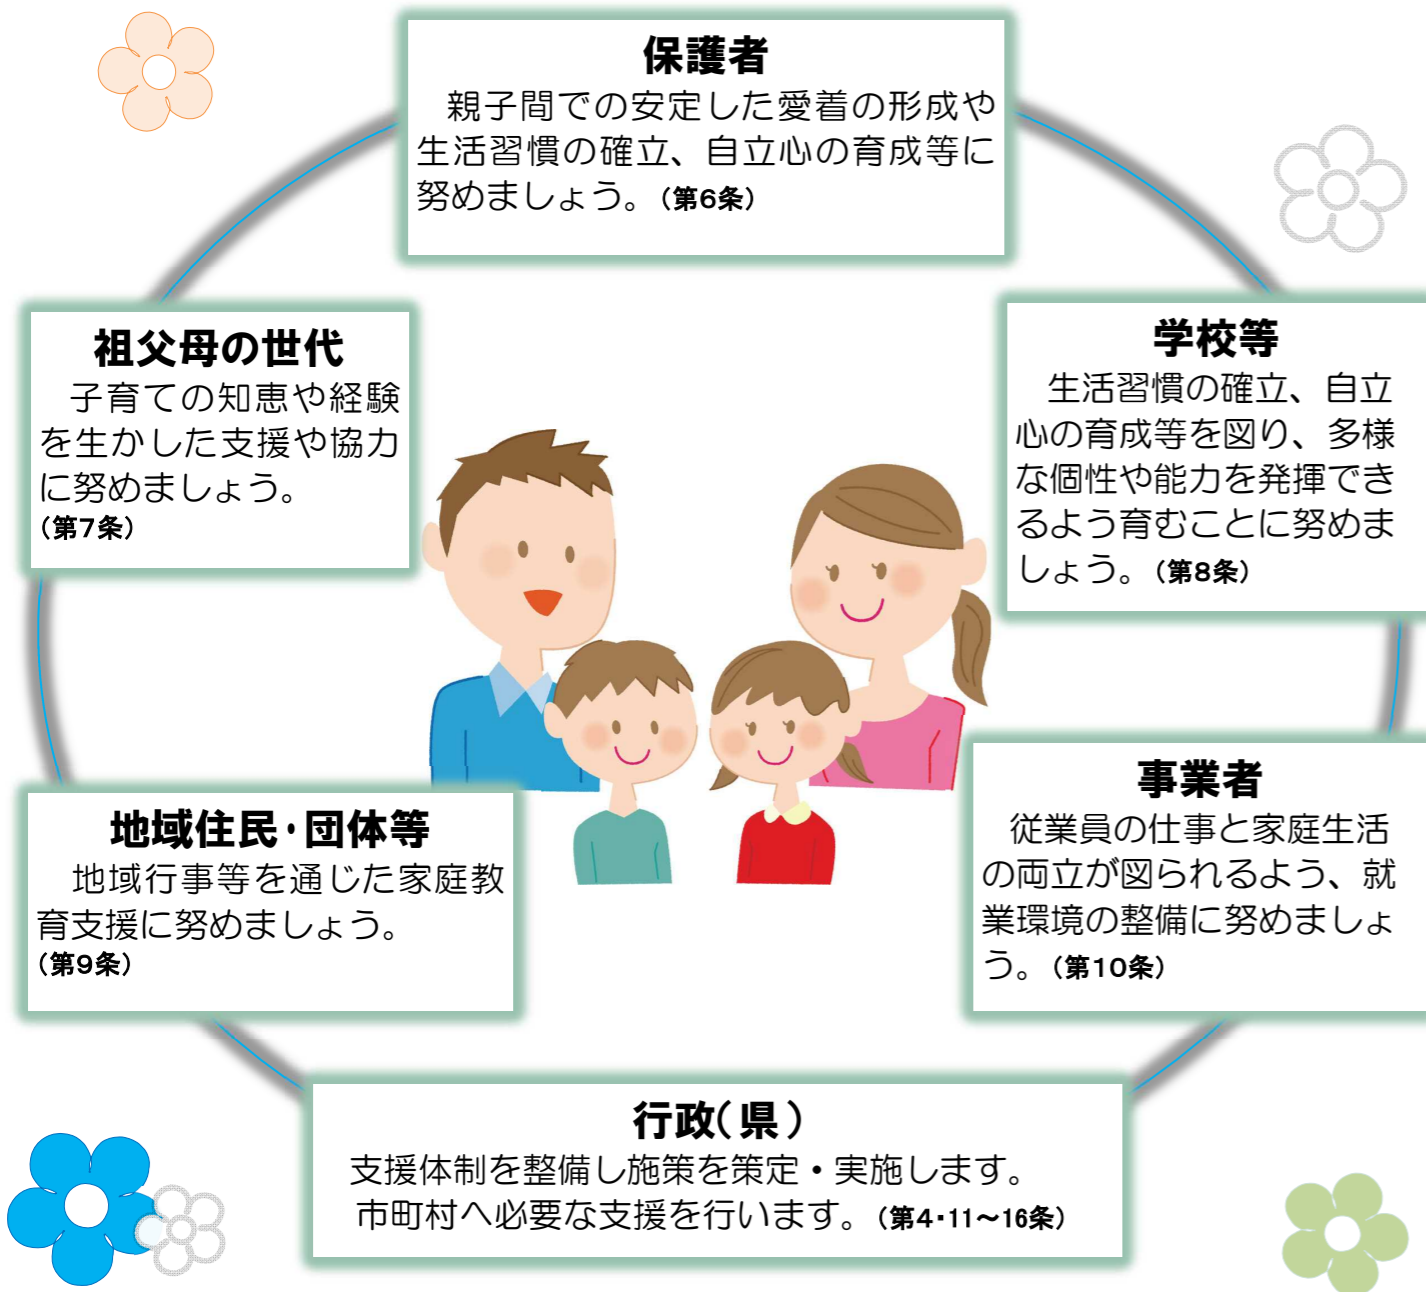 保護者
親子間での安定した愛着の形成や
生活習慣の確立、自立心の育成等に
努めましょう。（第6条）
祖父母の世代
子育ての知恵や経験
を生かした支援や協力
に努めましょう。
（第7条）
学校等
生活習慣の確立、自立
心の育成等を図り、多様
な個性や能力を発揮でき
るよう育むことに努めま
しょう。（第8条）
地域住民・団体等
地域行事等を通じた家庭教
育支援に努めましょう。
（第9条）
事業者
従業員の仕事と家庭生活
の両立が図られるよう、就
業環境の整備に努めましょ
う。（第10条）
行政（県）
支援体制を整備し施策を策定・実施します。
市町村へ必要な支援を行います。（第4・11～16条）